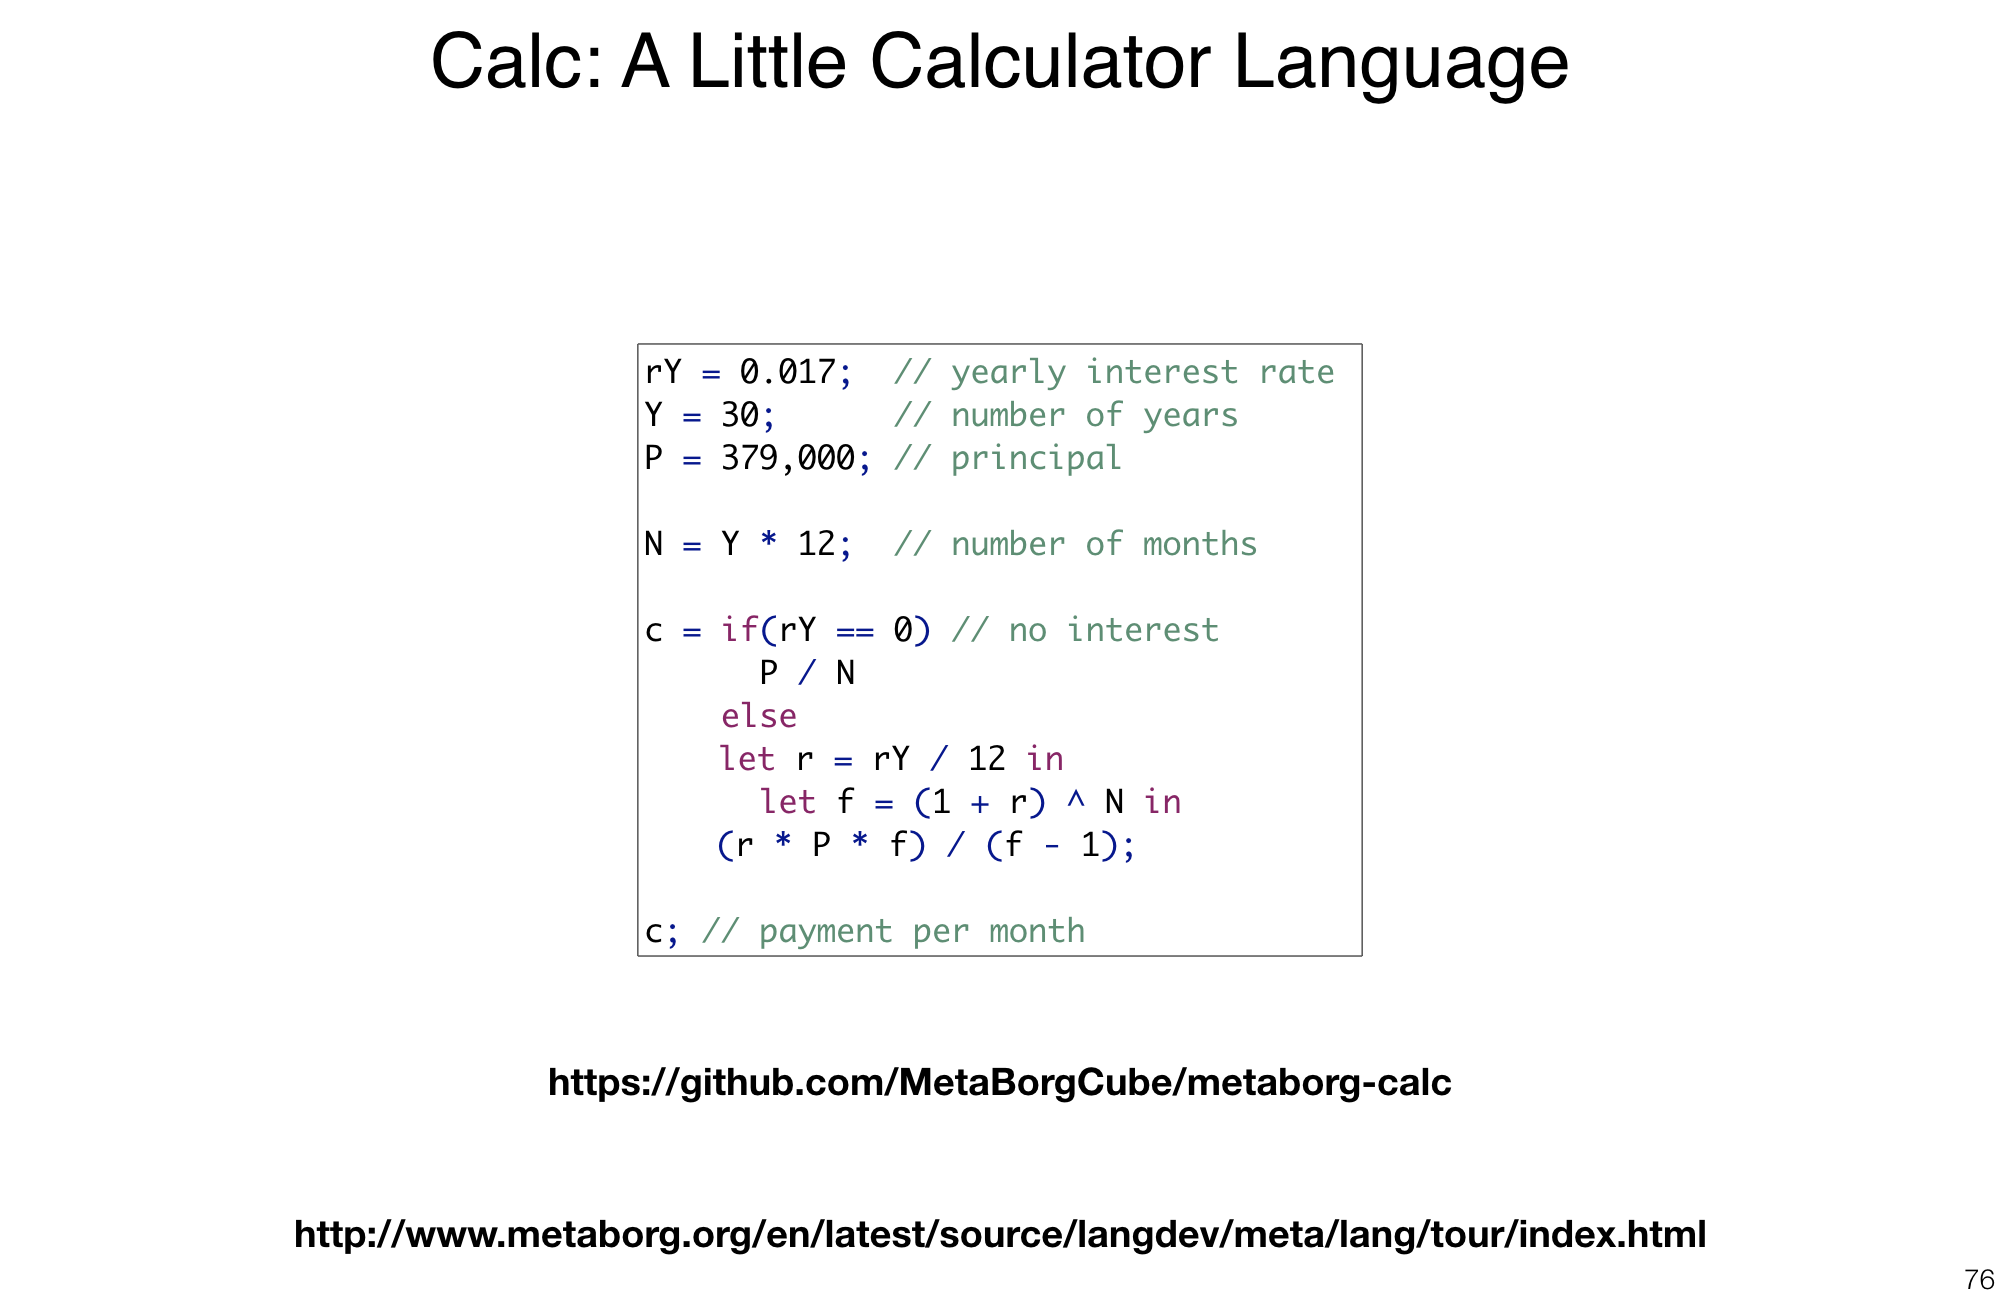 Calc: A Little Calculator Language
rY = 0.017;  // yearly interest rate
Y = 30;      // number of years
P = 379,000; // principal
N = Y * 12;  // number of months
c = if(rY == 0) // no interest
      P / N
    else
    let r = rY / 12 in
      let f = (1 + r) ^ N in
    (r * P * f) / (f - 1);
c; // payment per month
https://github.com/MetaBorgCube/metaborg-calc
http://www.metaborg.org/en/latest/source/langdev/meta/lang/tour/index.html
76